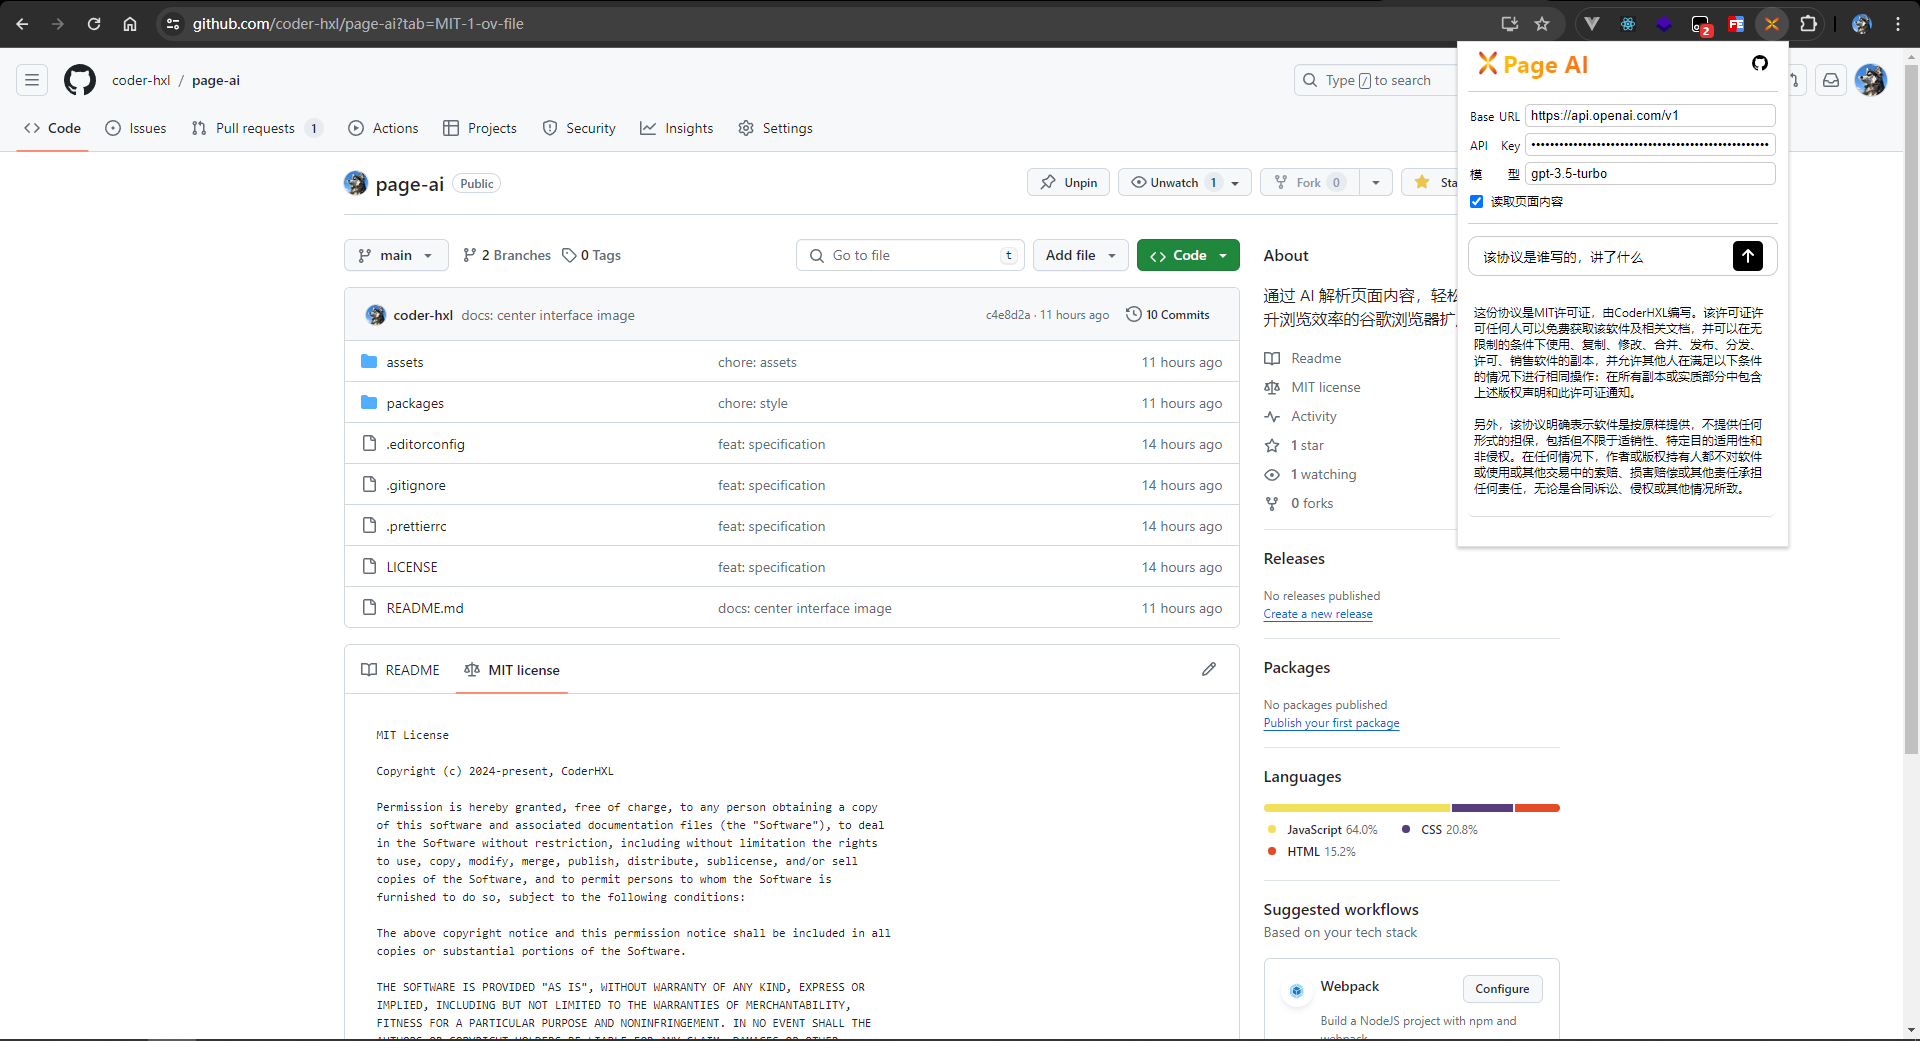 github.com/coder-hxl/page-ai?tab=MIT-1-ov-file
2
FE
coder-hxl / page-ai
Type / to search
Code
Issues
Pull requests 1
Actions
Projects
Security
Insights
Settings
page-ai Public
Unpin
Unwatch 1
Fork 0
Sta
main
2 Branches
0 Tags
Go to file t
Add file
Code
coder-hxl docs: center interface image c4e8d2a · 11 hours ago 10 Commits
assets chore: assets 11 hours ago
packages chore: style 11 hours ago
.editorconfig feat: specification 14 hours ago
.gitignore feat: specification 14 hours ago
.prettierrc feat: specification 14 hours ago
LICENSE feat: specification 14 hours ago
README.md docs: center interface image 11 hours ago
README
MIT license
MIT License
Copyright (c) 2024-present, CoderHXL
Permission is hereby granted, free of charge, to any person obtaining a copy
of this software and associated documentation files (the "Software"), to deal
in the Software without restriction, including without limitation the rights
to use, copy, modify, merge, publish, distribute, sublicense, and/or sell
copies of the Software, and to permit persons to whom the Software is
furnished to do so, subject to the following conditions:
The above copyright notice and this permission notice shall be included in all
copies or substantial portions of the Software.
THE SOFTWARE IS PROVIDED "AS IS", WITHOUT WARRANTY OF ANY KIND, EXPRESS OR
IMPLIED, INCLUDING BUT NOT LIMITED TO THE WARRANTIES OF MERCHANTABILITY,
FITNESS FOR A PARTICULAR PURPOSE AND NONINFRINGEMENT. IN NO EVENT SHALL THE
AUTHORS OR COPYRIGHT HOLDERS BE LIABLE FOR ANY CLAIM, DAMAGES OR OTHER
About
通过 AI 解析页面内容，轻松
升浏览效率的谷歌浏览器扩
Readme
MIT license
Activity
1 star
1 watching
0 forks
Releases
No releases published
Create a new release
Packages
No packages published
Publish your first package
Languages
JavaScript 64.0%
CSS 20.8%
HTML 15.2%
Suggested workflows
Based on your tech stack
Webpack
Configure
Build a NodeJS project with npm and
webpack.
Page AI
Base URL https://api.openai.com/v1
API Key
模 型 gpt-3.5-turbo
读取页面内容
该协议是谁写的，讲了什么
这份协议是MIT许可证，由CoderHXL编写。该许可证许
可任何人可以免费获取该软件及相关文档，并可以在无
限制的条件下使用、复制、修改、合并、发布、分发、
许可、销售软件的副本，并允许其他人在满足以下条件
的情况下进行相同操作：在所有副本或实质部分中包含
上述版权声明和此许可证通知。
另外，该协议明确表示软件是按原样提供，不提供任何
形式的担保，包括但不限于适销性、特定目的适用性和
非侵权。在任何情况下，作者或版权持有人都不对软件
或使用或其他交易中的索赔、损害赔偿或其他责任承担
任何责任，无论是合同诉讼、侵权或其他情况所致。